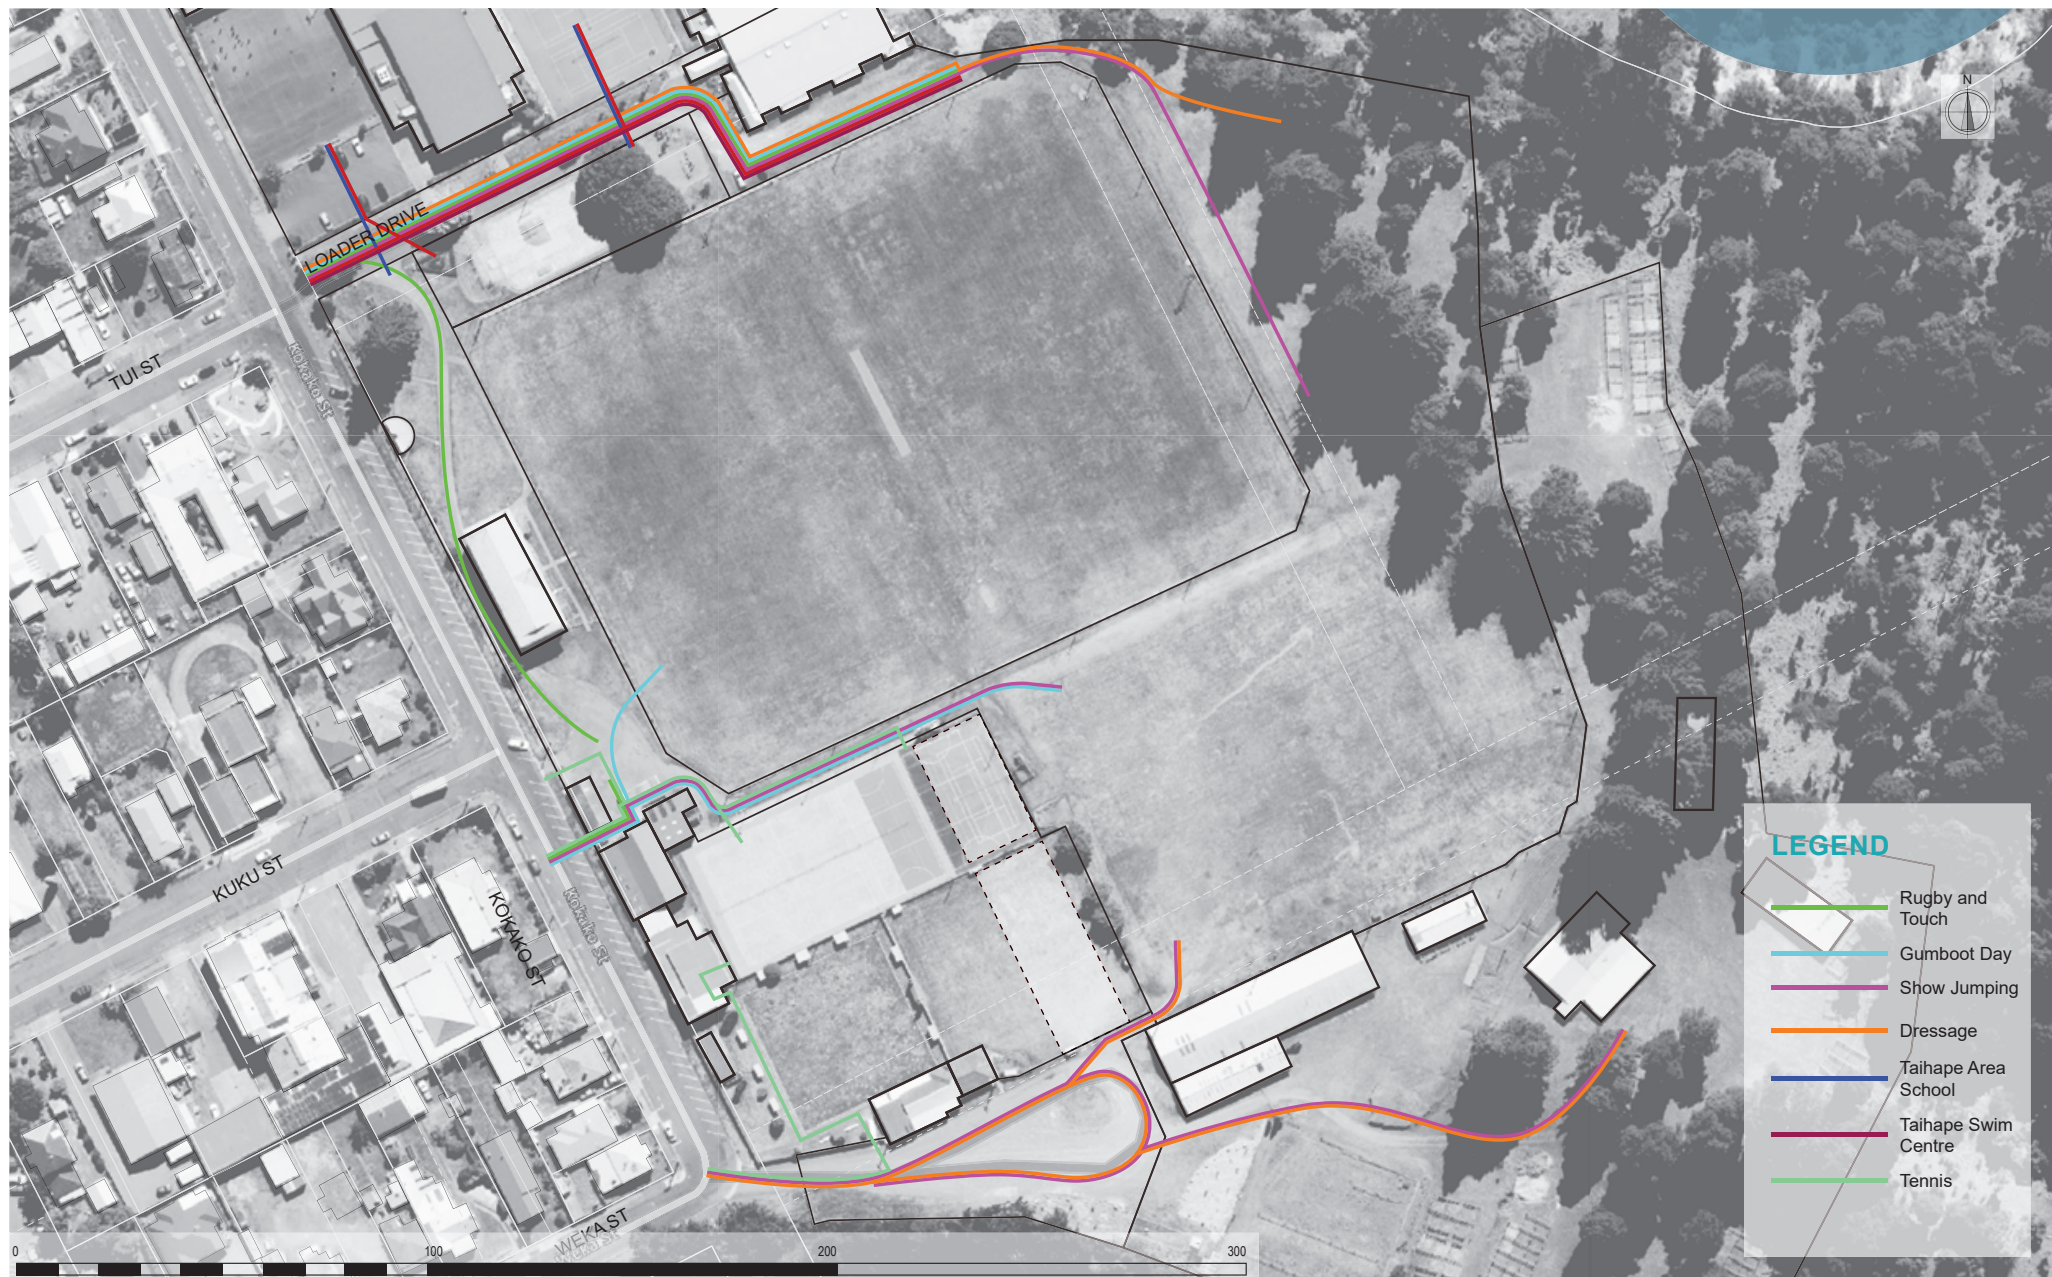 N
LOADER DRIVE
TUI ST
Kokako St
KUKU ST
KOKAKO ST
Kokako St
WEKA ST
LEGEND
Rugby and
Touch
Gumboot Day
Show Jumping
Dressage
Taihape Area
School
Taihape Swim
Centre
Tennis
0
100
200
300